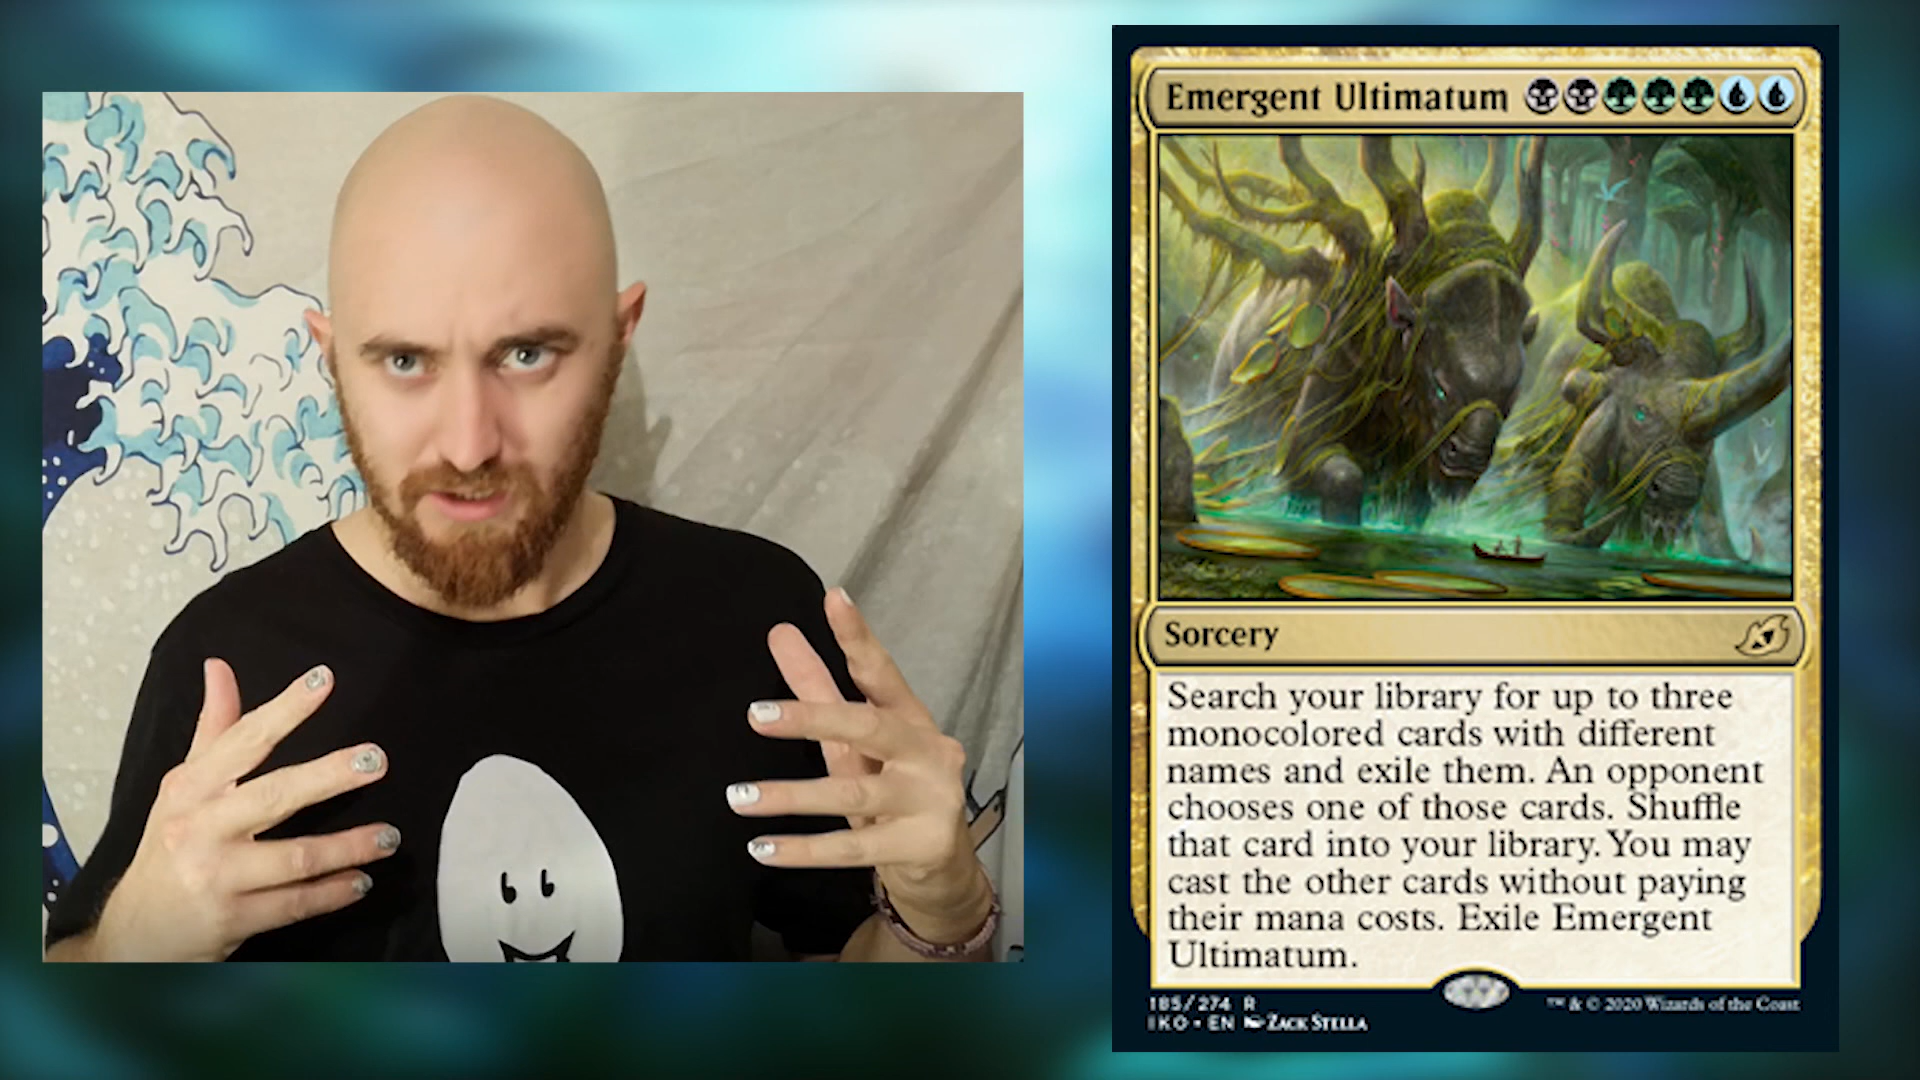 Emergent Ultimatum
Sorcery
Search your library for up to three
monocolored cards with different
names and exile them. An opponent
chooses one of those cards. Shuffle
that card into your library. You may
cast the other cards without paying
their mana costs. Exile Emergent
Ultimatum.
185/274 R
IKO • EN ZACK STELLA
™ & © 2020 Wizards of the Coast